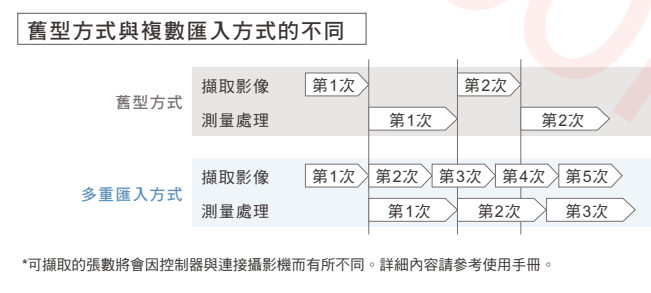 舊型方式與複數匯入方式的不同
舊型方式
擷取影像 第1次 第2次
測量處理 第1次 第2次
多重匯入方式
擷取影像 第1次 第2次 第3次 第4次 第5次
測量處理 第1次 第2次 第3次
*可擷取的張數將會因控制器與連接攝影機而有所不同。詳細內容請參考使用手冊。